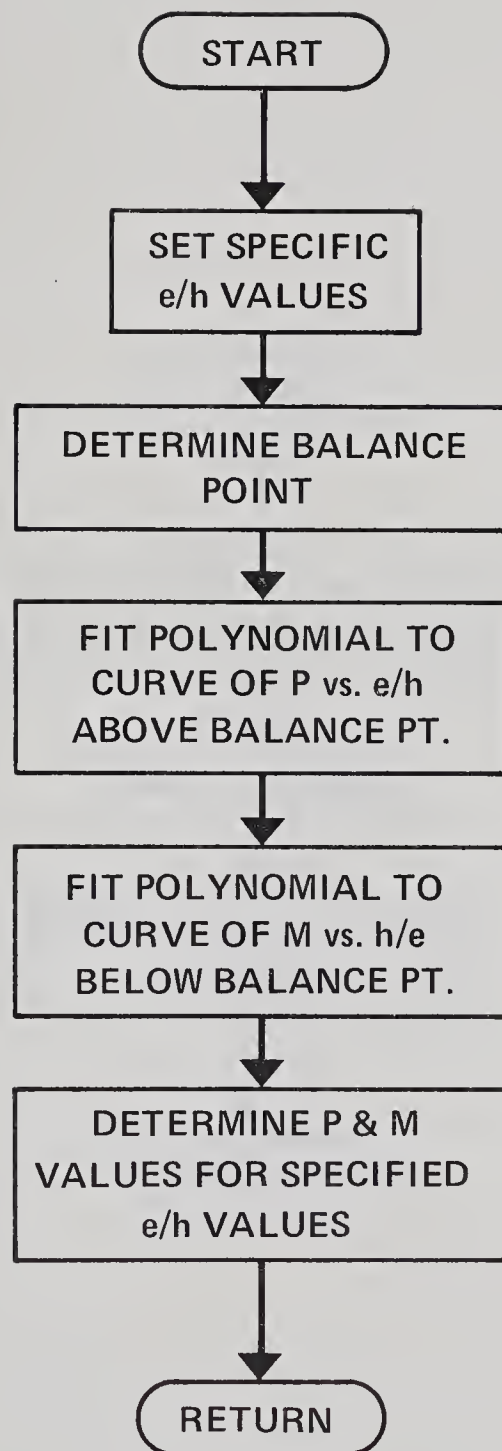 START
SET SPECIFIC
e/h VALUES
DETERMINE BALANCE
POINT
FIT POLYNOMIAL TO
CURVE OF P vs. e/h
ABOVE BALANCE PT.
FIT POLYNOMIAL TO
CURVE OF M vs. h/e
BELOW BALANCE PT.
DETERMINE P & M
VALUES FOR SPECIFIED
e/h VALUES
RETURN